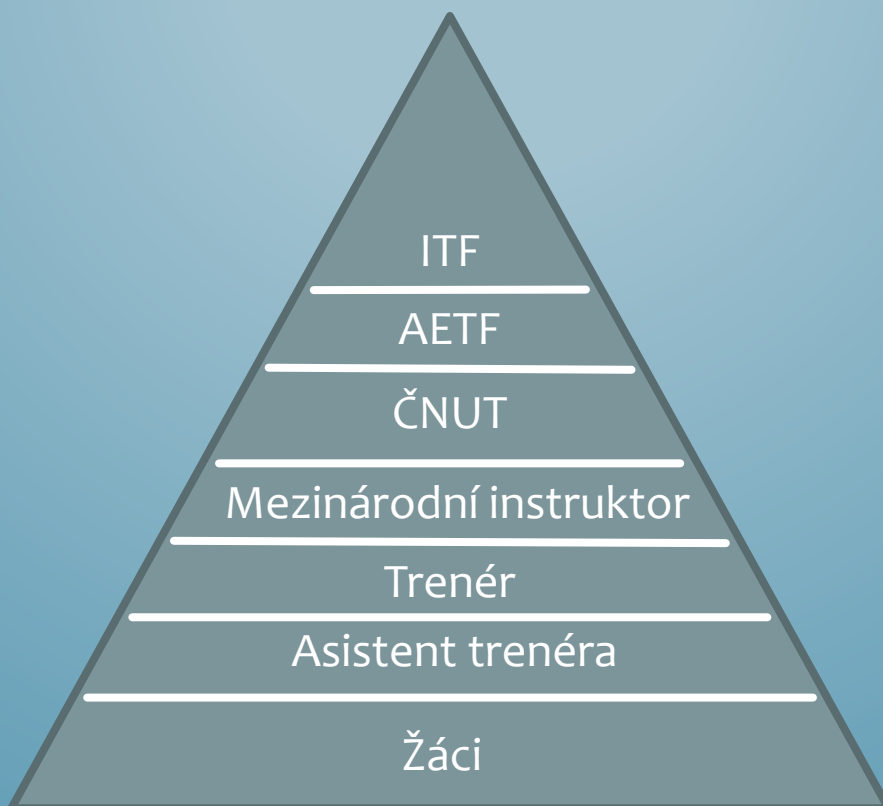 ITF
AETF
ČNUT
Mezinárodní instruktor
Trenér
Asistent trenéra
Žáci